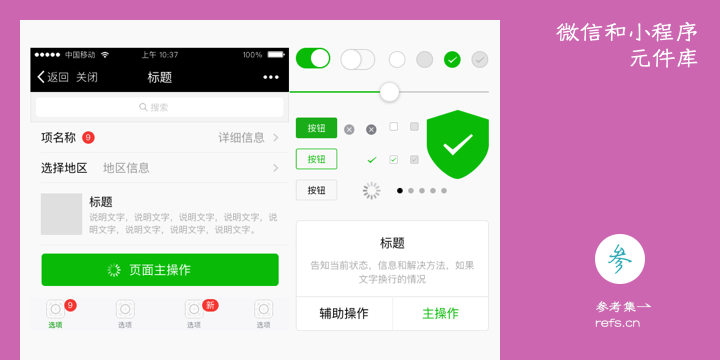 中国移动
上午 10:37
100%
返回 关闭
标题
搜索
项名称 9
详细信息
选择地区 地区信息
标题
说明文字，说明文字，说明文字，说明文字，说
明文字，说明文字，说明文字，说明文字。
页面主操作
9
新
选项
选项
选项
选项
按钮
按钮
按钮
标题
告知当前状态，信息和解决方法，如果
文字换行的情况
辅助操作
主操作
微信和小程序
元件库
参
参考集
refs.cn